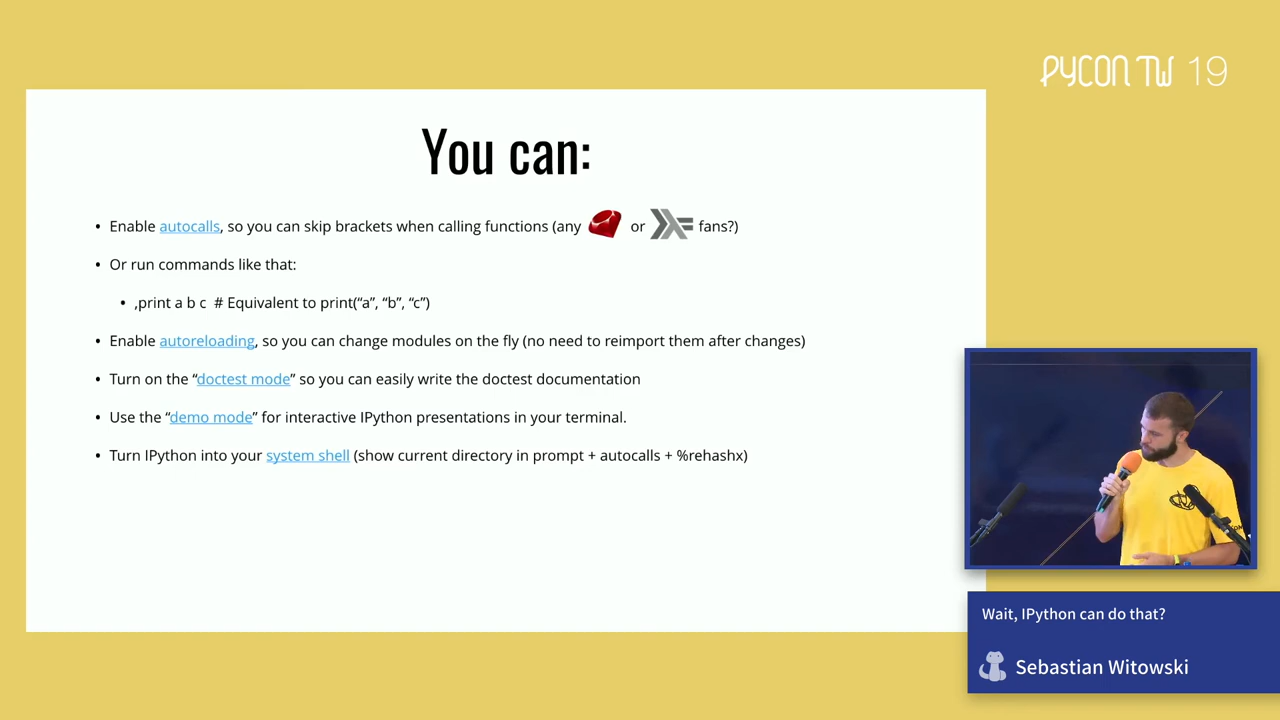 PYCON TW 19
You can:
• Enable autocalls, so you can skip brackets when calling functions (any or fans?)
• Or run commands like that:
• ,print a b c # Equivalent to print(“a”, “b”, “c”)
• Enable autoreloading, so you can change modules on the fly (no need to reimport them after changes)
• Turn on the “doctest mode” so you can easily write the doctest documentation
• Use the “demo mode” for interactive IPython presentations in your terminal.
• Turn IPython into your system shell (show current directory in prompt + autocalls + %rehashx)
Wait, IPython can do that?
Sebastian Witowski